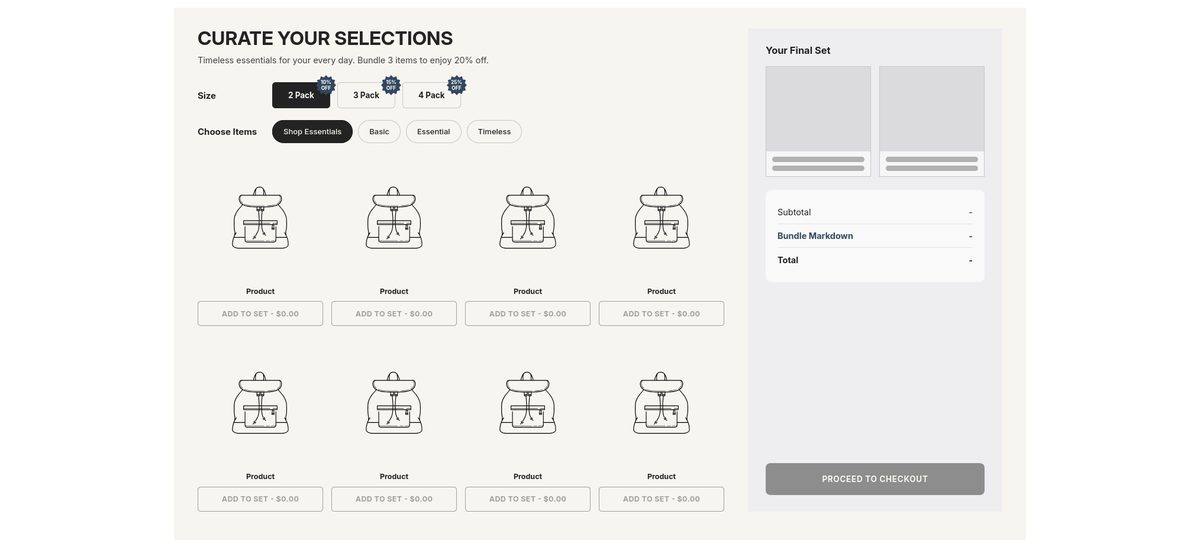 CURATE YOUR SELECTIONS
Timeless essentials for your every day. Bundle 3 items to enjoy 20% off.
Size
2 Pack
10% OFF
3 Pack
15% OFF
4 Pack
25% OFF
Choose Items
Shop Essentials
Basic
Essential
Timeless
Product
Product
Product
Product
ADD TO SET - $0.00
ADD TO SET - $0.00
ADD TO SET - $0.00
ADD TO SET - $0.00
Product
Product
Product
Product
ADD TO SET - $0.00
ADD TO SET - $0.00
ADD TO SET - $0.00
ADD TO SET - $0.00
Your Final Set
Subtotal -
Bundle Markdown -
Total -
PROCEED TO CHECKOUT